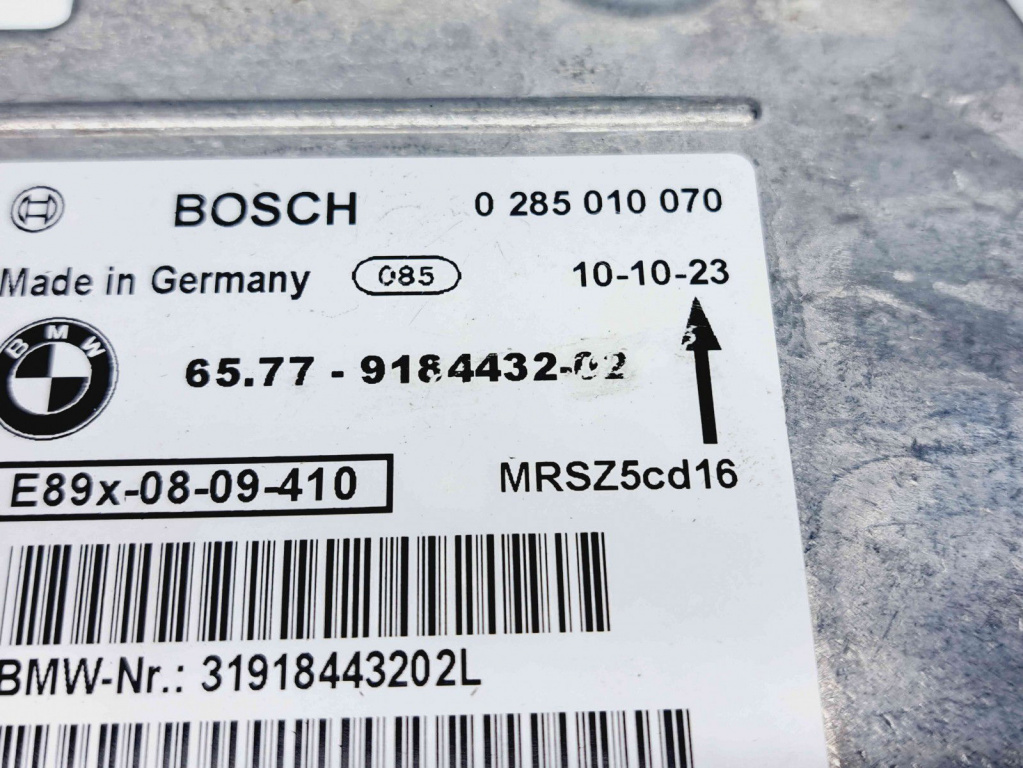 BOSCH 0 285 010 070
Made in Germany 085 10-10-23
BMW 65.77 - 9184432-02
E89x-08-09-410 MRSZ5cd16
BMW-Nr.: 31918443202L